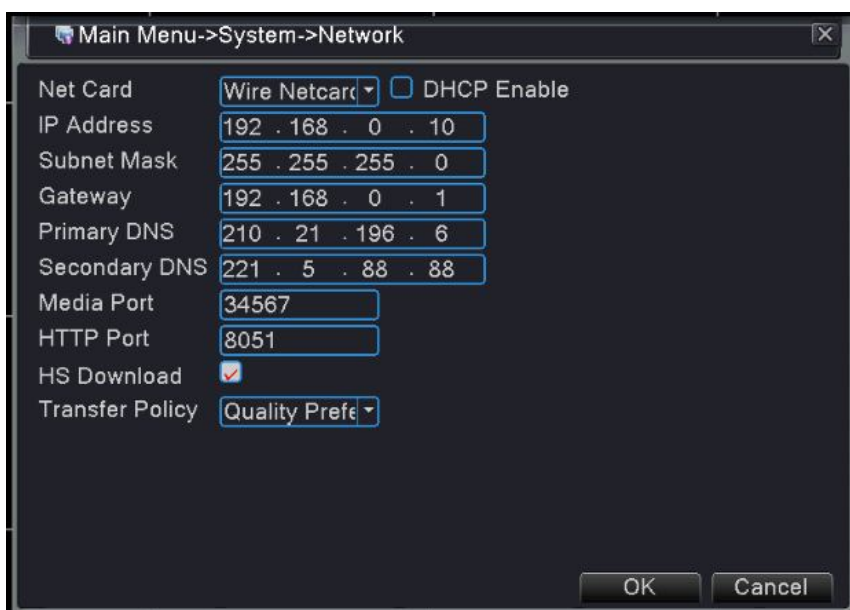 Main Menu->System->Network
Net Card Wire Netcard DHCP Enable
IP Address 192 . 168 . 0 . 10
Subnet Mask 255 . 255 . 255 . 0
Gateway 192 . 168 . 0 . 1
Primary DNS 210 . 21 . 196 . 6
Secondary DNS 221 . 5 . 88 . 88
Media Port 34567
HTTP Port 8051
HS Download
Transfer Policy Quality Prefe
OK Cancel